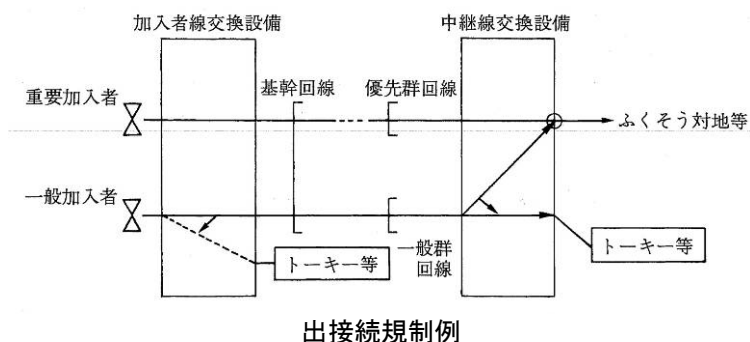 加入者線交換設備
中継線交換設備
基幹回線
優先群回線
重要加入者
ふくそう対地等
一般加入者
一般群
回線
トーキー等
トーキー等
出接続規制例